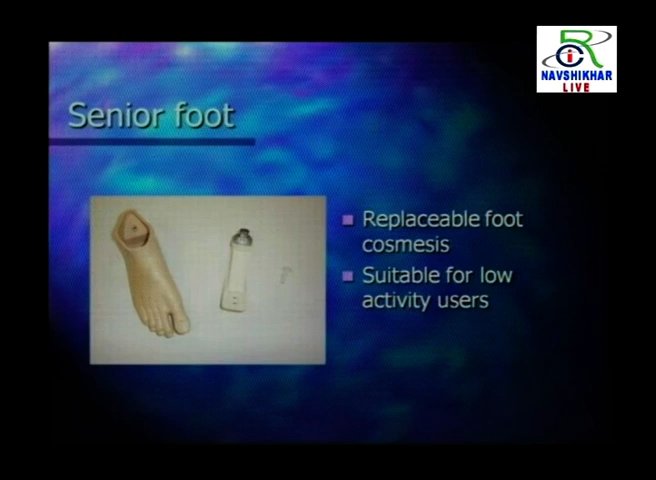 NAVSHIKHAR
LIVE
Senior foot
Replaceable foot
cosmesis
Suitable for low
activity users